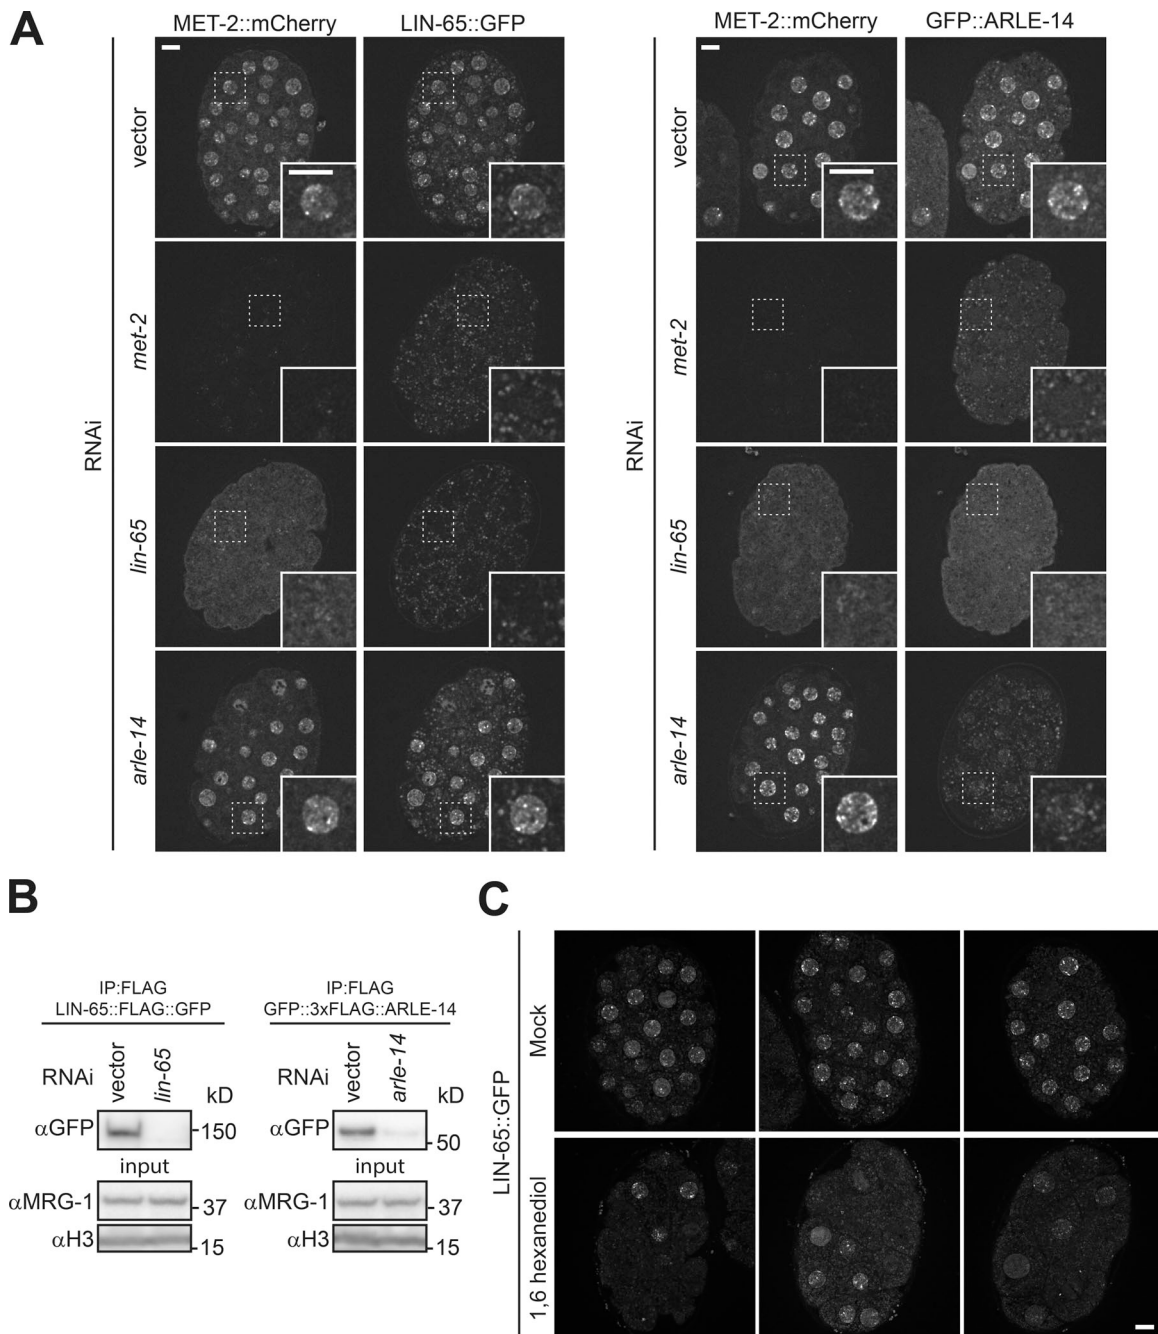 A
MET-2::mCherry
LIN-65::GFP
MET-2::mCherry
GFP::ARLE-14
RNAi
vector
met-2
lin-65
arle-14
RNAi
vector
met-2
lin-65
arle-14
B
IP:FLAG
LIN-65::FLAG::GFP
RNAi
vector
lin-65
kD
αGFP
150
input
αMRG-1
37
αH3
15
IP:FLAG
GFP::3xFLAG::ARLE-14
RNAi
vector
arle-14
kD
αGFP
50
input
αMRG-1
37
αH3
15
C
LIN-65::GFP
Mock
1,6 hexanediol